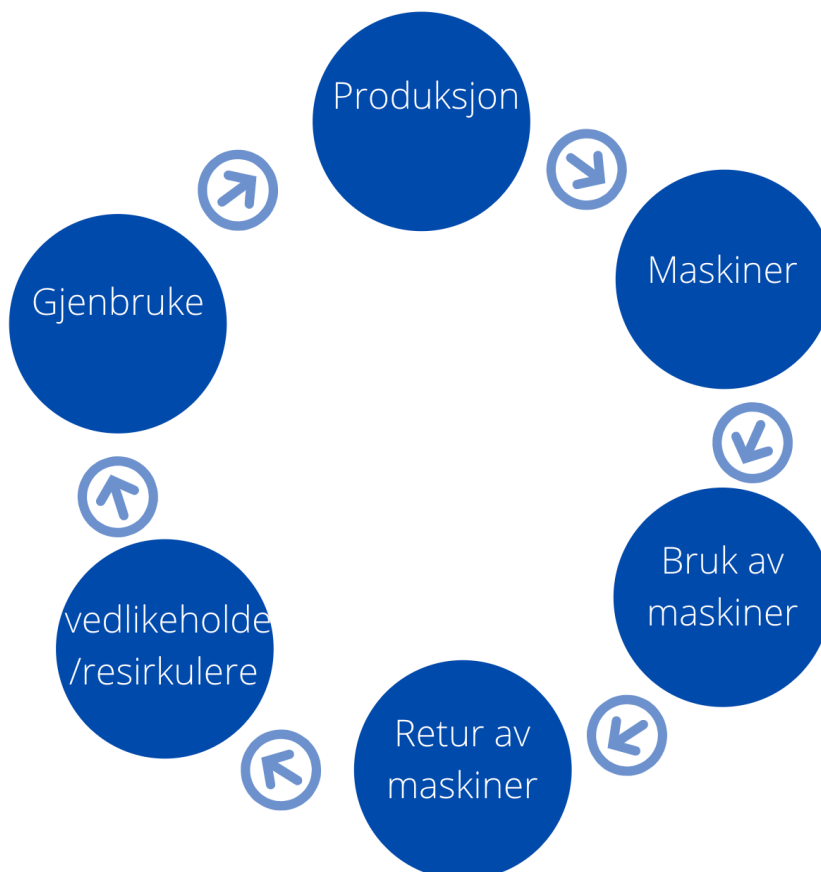 Produksjon
Maskiner
Bruk av
maskiner
Retur av
maskiner
vedlikeholde
/resirkulere
Gjenbruke